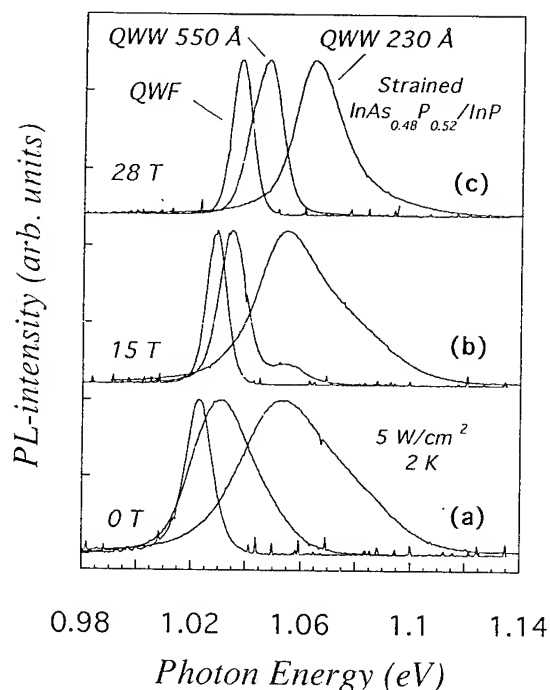 QWW 550 Å
QWW 230 Å
QWF
Strained
InAs0.48P0.52/InP
28 T
(c)
15 T
(b)
5 W/cm2
2 K
0 T
(a)
PL-intensity (arb. units)
0.98 1.02 1.06 1.1 1.14
Photon Energy (eV)